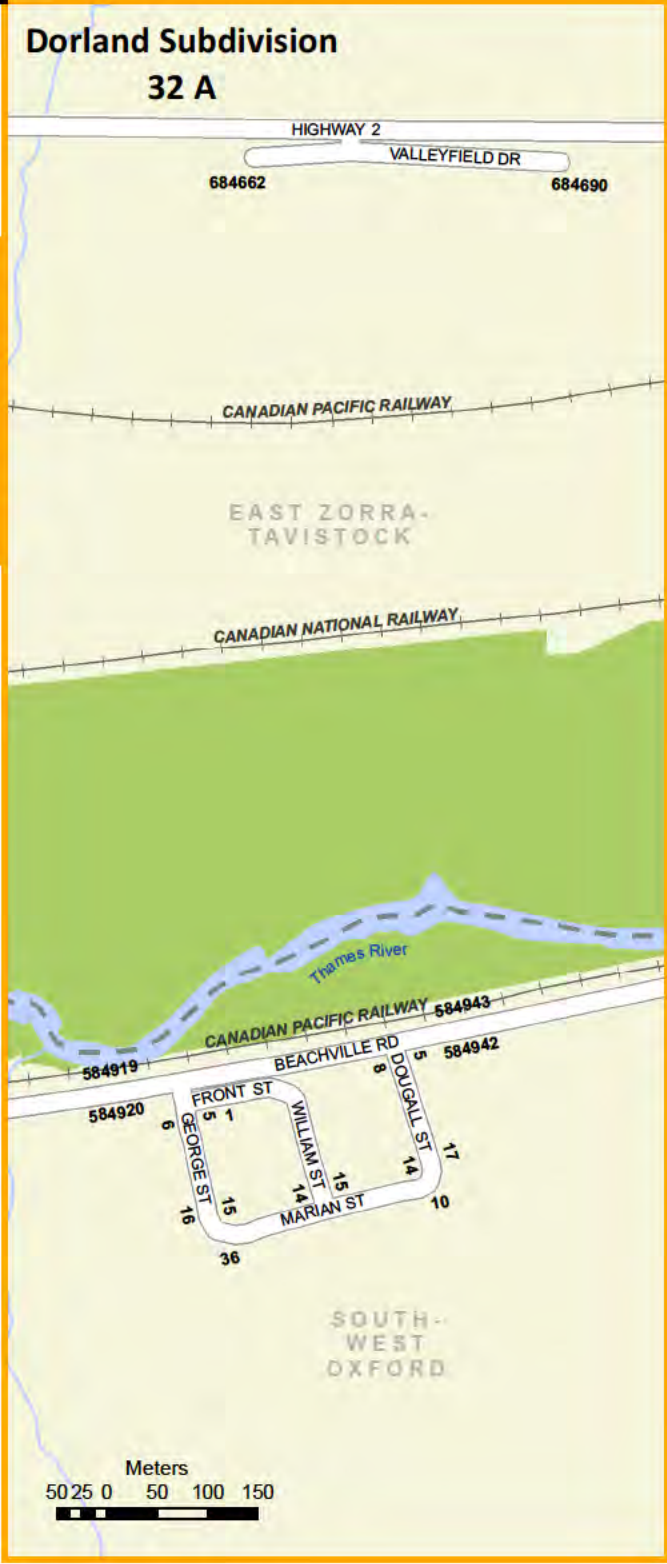 Dorland Subdivision
32 A
HIGHWAY 2
VALLEYFIELD DR
684662
684690
CANADIAN PACIFIC RAILWAY
EAST ZORRA-
TAVISTOCK
CANADIAN NATIONAL RAILWAY
Thames River
CANADIAN PACIFIC RAILWAY
584943
584919
BEACHVILLE RD
584942
584920
FRONT ST
5
8
6
5
1
GEORGE ST
WILLIAM ST
DOUGALL ST
17
14
15
14
10
16
15
MARIAN ST
36
SOUTH-
WEST
OXFORD
Meters
50 25 0 50 100 150